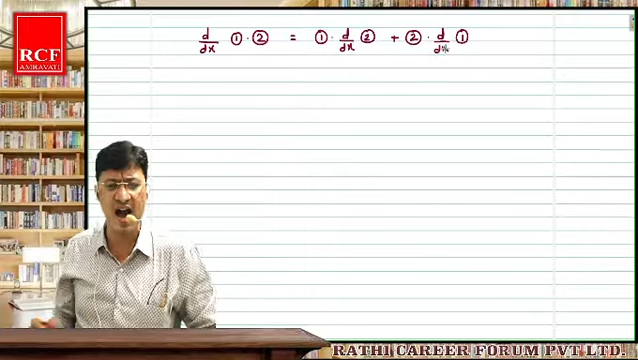 RCF
AMRAVATI
d/dx ① · ② = ① · d/dx ② + ② · d/dx ①
RATHI CAREER FORUM PVT LTD.